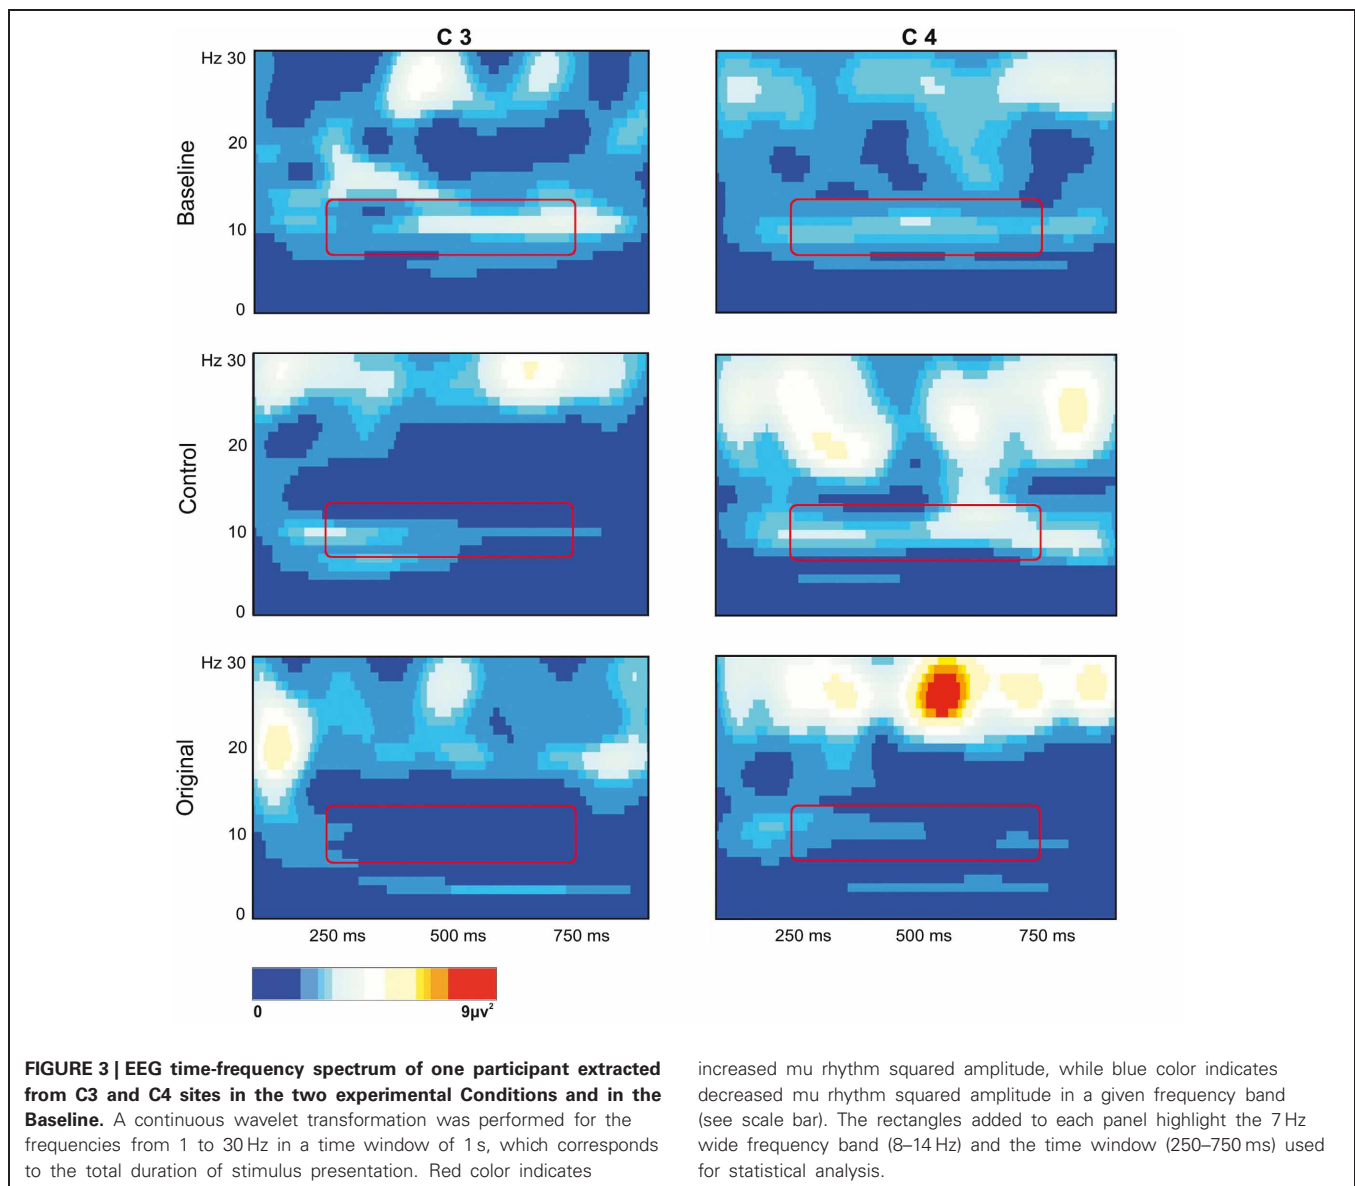 C 3
C 4
Hz 30
20
10
0
Baseline
Hz 30
20
10
0
Control
Hz 30
20
10
0
Original
250 ms
500 ms
750 ms
250 ms
500 ms
750 ms
0
9µv²
FIGURE 3 | EEG time-frequency spectrum of one participant extracted
from C3 and C4 sites in the two experimental Conditions and in the
Baseline. A continuous wavelet transformation was performed for the
frequencies from 1 to 30 Hz in a time window of 1 s, which corresponds
to the total duration of stimulus presentation. Red color indicates
increased mu rhythm squared amplitude, while blue color indicates
decreased mu rhythm squared amplitude in a given frequency band
(see scale bar). The rectangles added to each panel highlight the 7 Hz
wide frequency band (8–14 Hz) and the time window (250–750 ms) used
for statistical analysis.